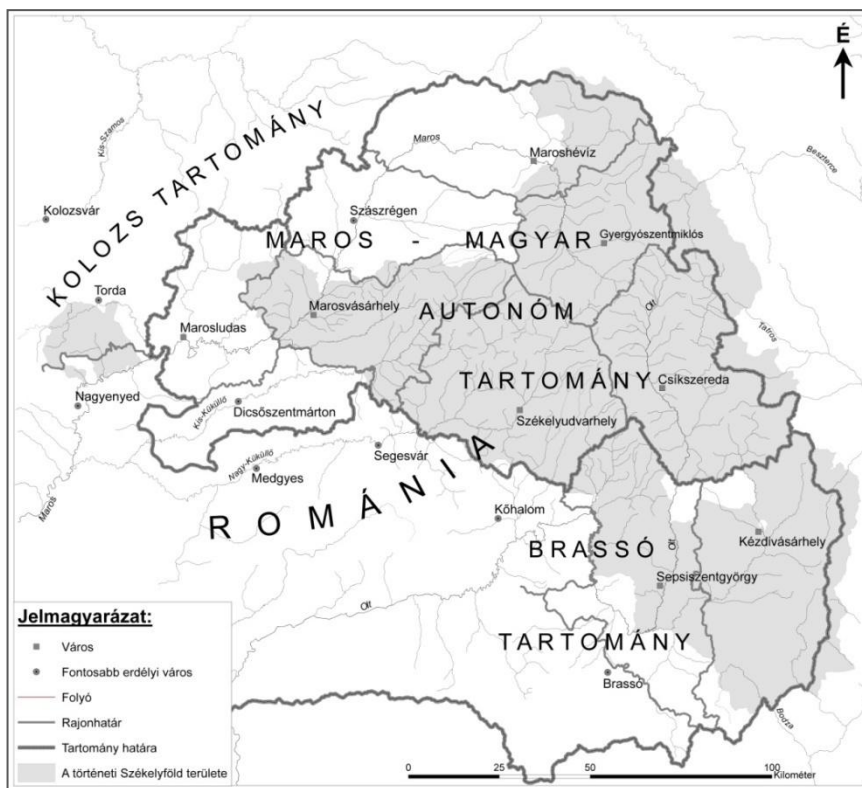 É
KOLOZS TARTOMÁNY
Kis-Szamos
Maros
Maroshévíz
Beszterce
Kolozsvár
Szászrégen
MAROS - MAGYAR
Gyergyószentmiklós
Torda
Marosvásárhely
AUTONÓM
Olt
Marosludas
Tatros
TARTOMÁNY
Csíkszereda
Nagyenyed
Kis-Küküllő
Dicsőszentmárton
Székelyudvarhely
Segesvár
Nagy-Küküllő
Medgyes
Maros
ROMÁNIA
Kőhalom
BRASSÓ
Olt
Kézdivásárhely
Sepsiszentgyörgy
Olt
TARTOMÁNY
Brassó
Bodza
Jelmagyarázat:
Város
Fontosabb erdélyi város
Folyó
Rajonhatár
Tartomány határa
A történeti Székelyföld területe
0 25 50 100
Kilométer